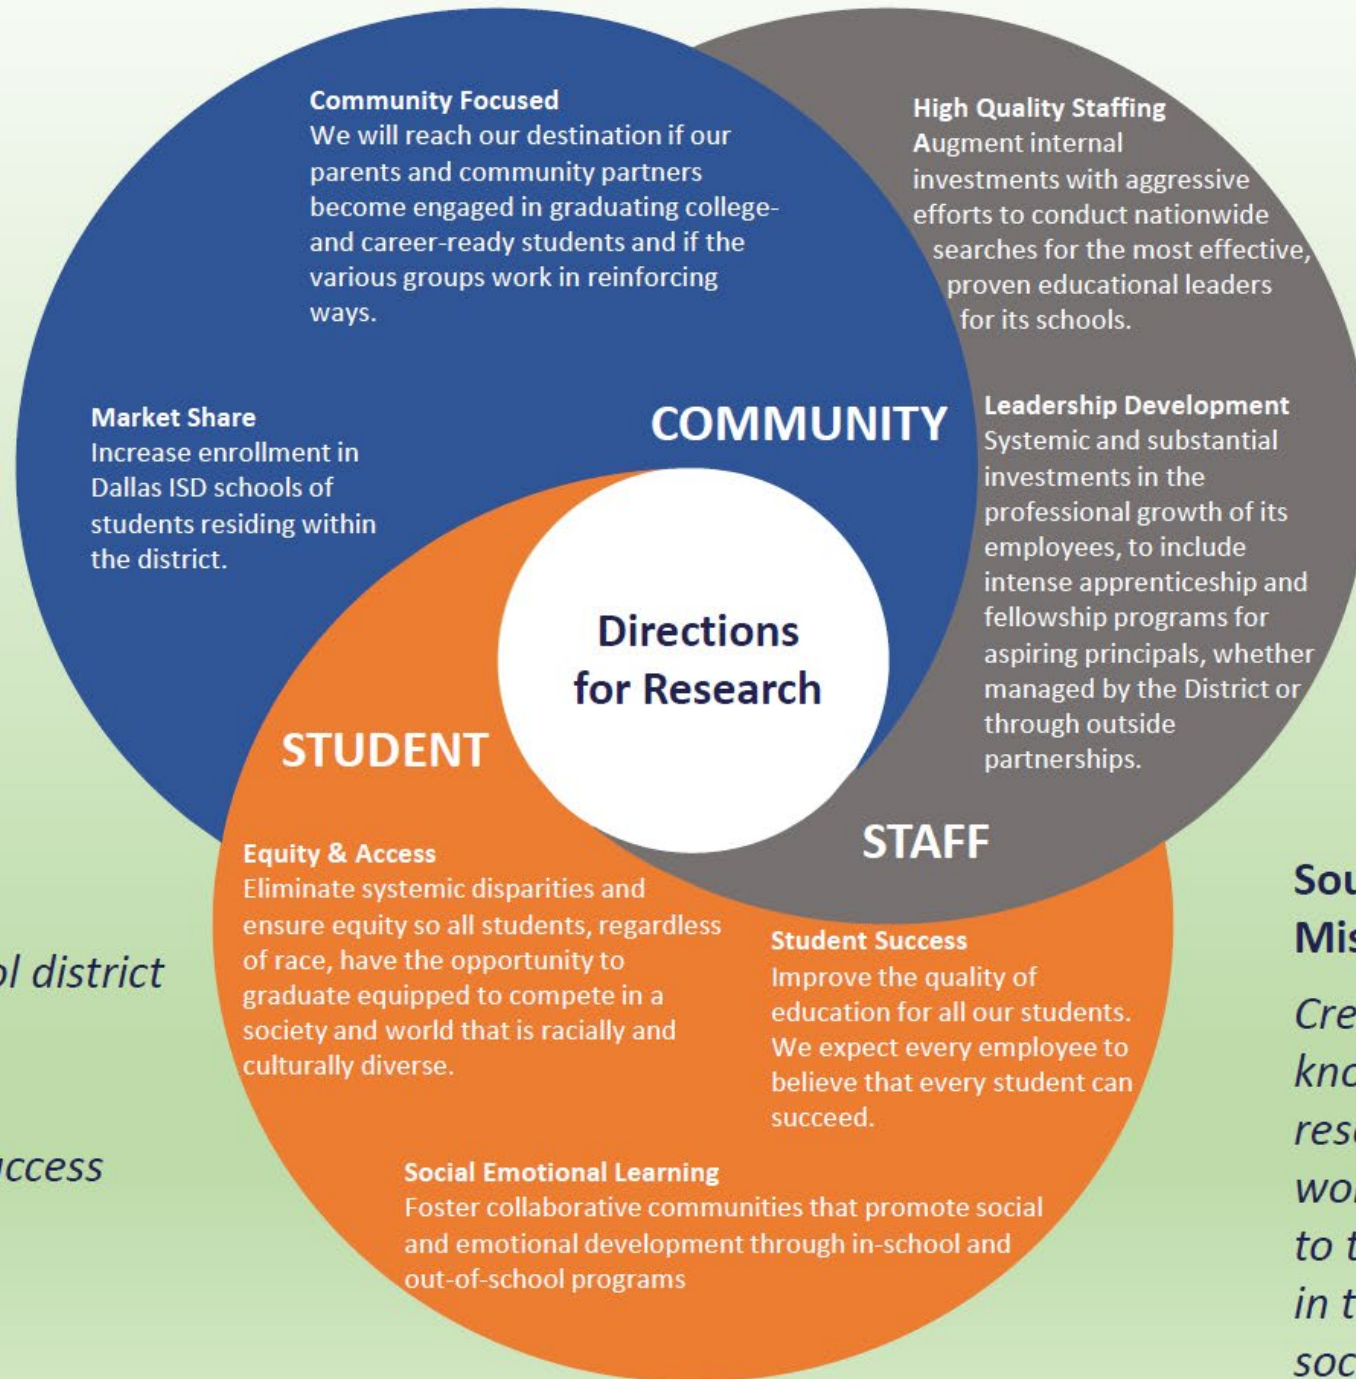 Community Focused
We will reach our destination if our
parents and community partners
become engaged in graduating college-
and career-ready students and if the
various groups work in reinforcing
ways.
Market Share
Increase enrollment in
Dallas ISD schools of
students residing within
the district.
COMMUNITY
High Quality Staffing
Augment internal
investments with aggressive
efforts to conduct nationwide
searches for the most effective,
proven educational leaders
for its schools.
Leadership Development
Systemic and substantial
investments in the
professional growth of its
employees, to include
intense apprenticeship and
fellowship programs for
aspiring principals, whether
managed by the District or
through outside
partnerships.
STAFF
Directions
for Research
STUDENT
Equity & Access
Eliminate systemic disparities and
ensure equity so all students, regardless
of race, have the opportunity to
graduate equipped to compete in a
society and world that is racially and
culturally diverse.
Student Success
Improve the quality of
education for all our students.
We expect every employee to
believe that every student can
succeed.
Social Emotional Learning
Foster collaborative communities that promote social
and emotional development through in-school and
out-of-school programs
district
to
in